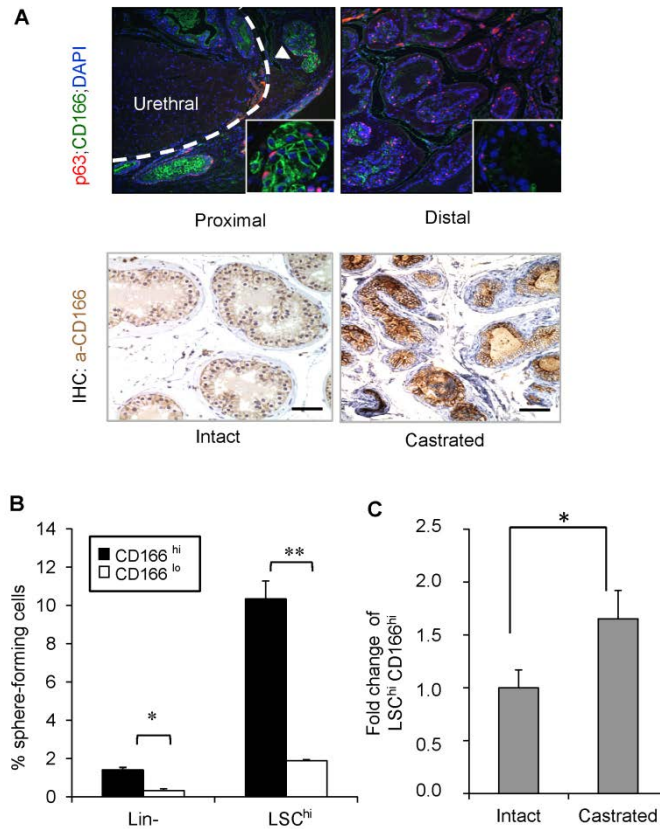 A
p63;CD166;DAPI
Urethral
Proximal
Distal
IHC: a-CD166
Intact
Castrated
B
% sphere-forming cells
14
12
10
8
6
4
2
0
CD166 hi
CD166 lo
*
**
Lin-
LSChi
C
Fold change of
LSChi CD166hi
2.5
2.0
1.5
1.0
0.5
0.0
*
Intact
Castrated